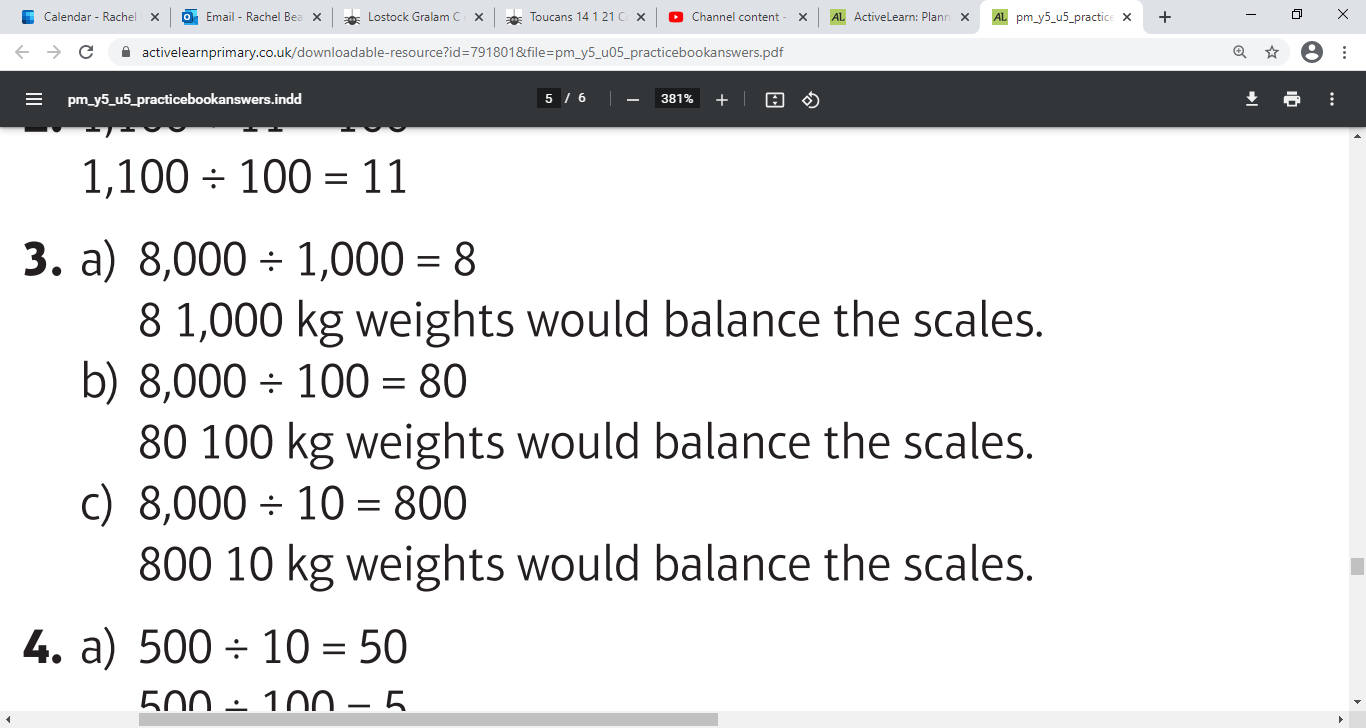 Calendar - Rachel
Email - Rachel Bea
Lostock Gralam C
Toucans 14 1 21 C
Channel content -
ActiveLearn: Plann
pm_y5_u5_practice
activelearnprimary.co.uk/downloadable-resource?id=791801&file=pm_y5_u05_practicebookanswers.pdf
pm_y5_u5_practicebookanswers.indd
5 / 6
381%
1,100 ÷ 100 = 11
3. a) 8,000 ÷ 1,000 = 8
8 1,000 kg weights would balance the scales.
b) 8,000 ÷ 100 = 80
80 100 kg weights would balance the scales.
c) 8,000 ÷ 10 = 800
800 10 kg weights would balance the scales.
4. a) 500 ÷ 10 = 50
500 ÷ 100 = 5